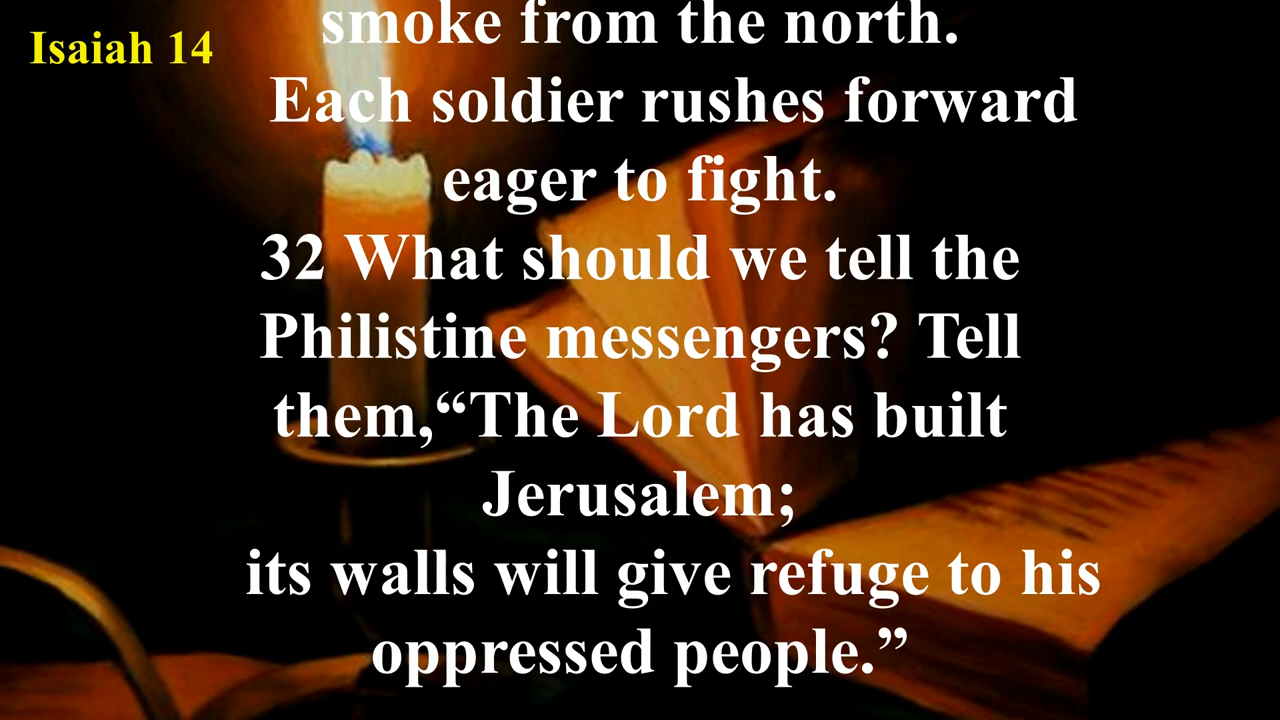 Isaiah 14
smoke from the north.
Each soldier rushes forward
eager to fight.
32 What should we tell the
Philistine messengers? Tell
them,“The Lord has built
Jerusalem;
its walls will give refuge to his
oppressed people.”